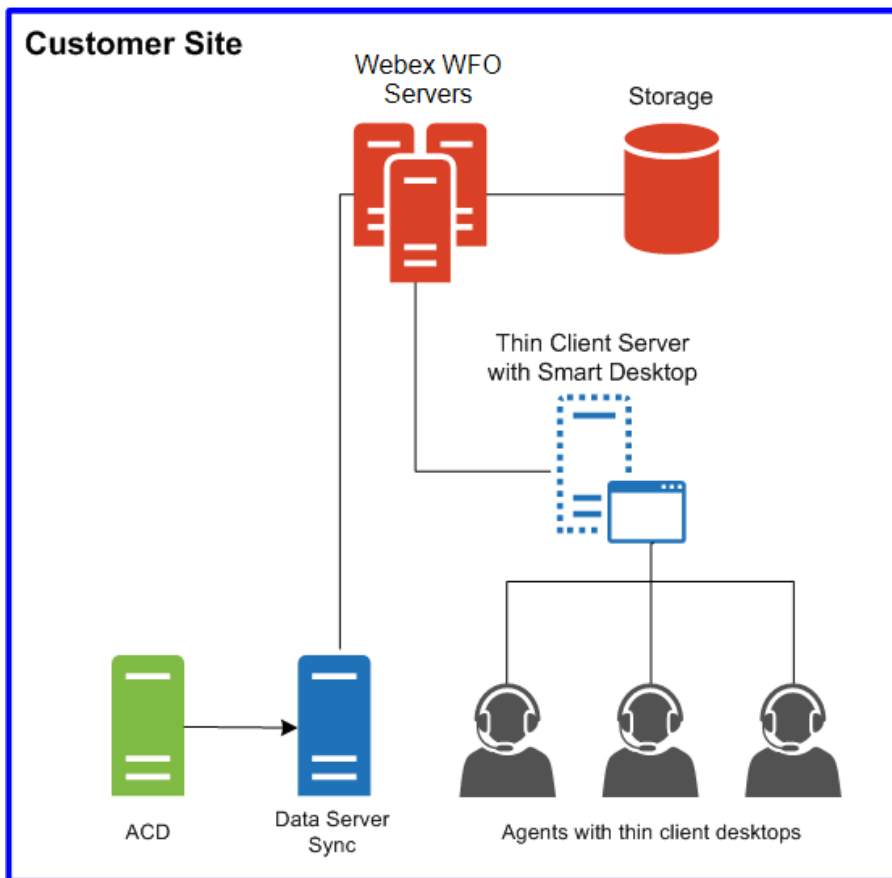 Customer Site
Webex WFO
Servers
Storage
Thin Client Server
with Smart Desktop
ACD
Data Server
Sync
Agents with thin client desktops